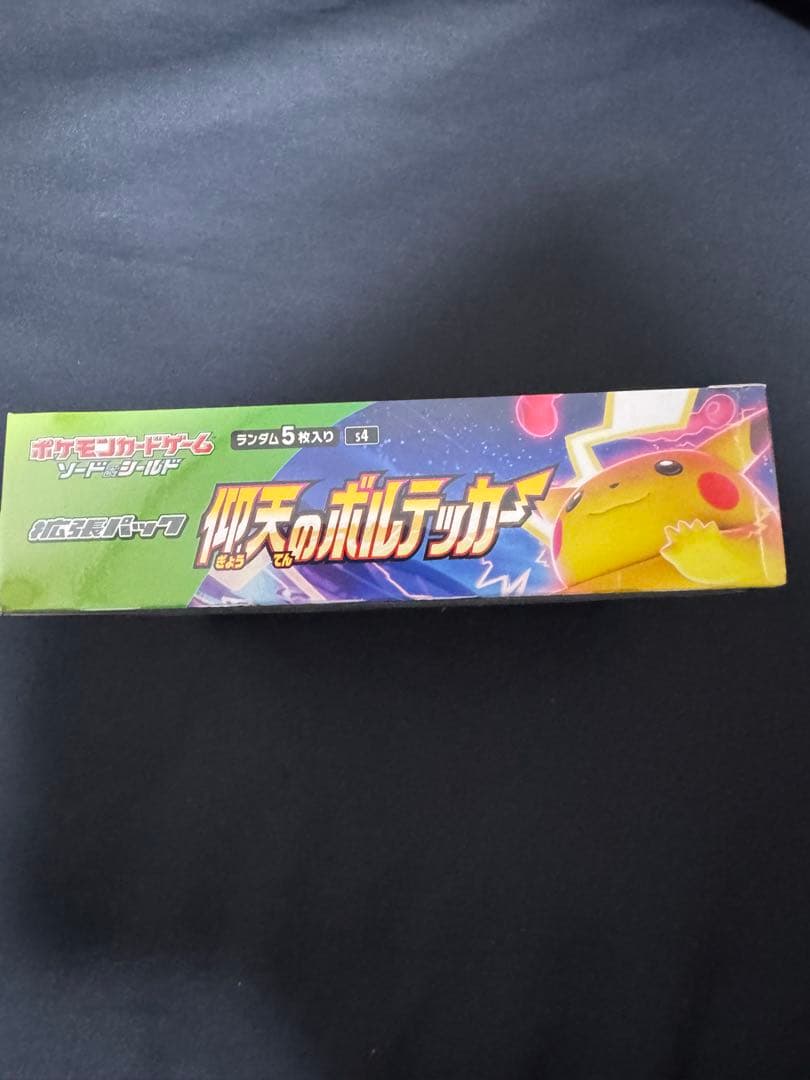 ポケモンカードゲーム
ソード&シールド
ランダム5枚入り
S4
拡張パック
仰天のボルテッカー
ぎょう てん